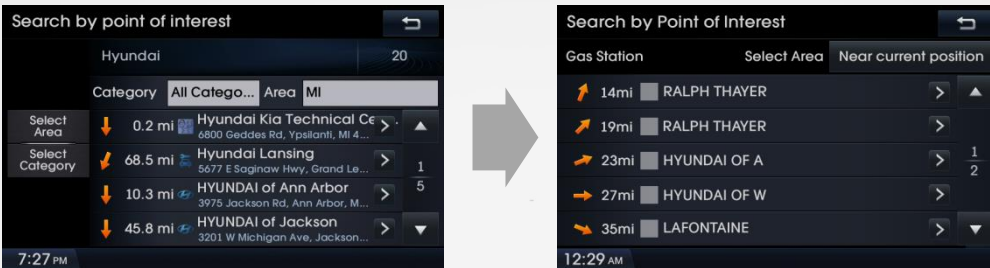 Search by point of interest
Hyundai 20
Category All Catego... Area MI
Select
Area
Select
Category
0.2 mi Hyundai Kia Technical Ce...
6800 Geddes Rd, Ypsilanti, MI 4...
68.5 mi Hyundai Lansing
5677 E Saginaw Hwy, Grand Le...
10.3 mi HYUNDAI of Ann Arbor
3975 Jackson Rd, Ann Arbor, M...
45.8 mi HYUNDAI of Jackson
3201 W Michigan Ave, Jackson...
1
5
7:27 PM
Search by Point of Interest
Gas Station Select Area Near current position
14mi RALPH THAYER
19mi RALPH THAYER
23mi HYUNDAI OF A
27mi HYUNDAI OF W
35mi LAFONTAINE
1
2
12:29 AM